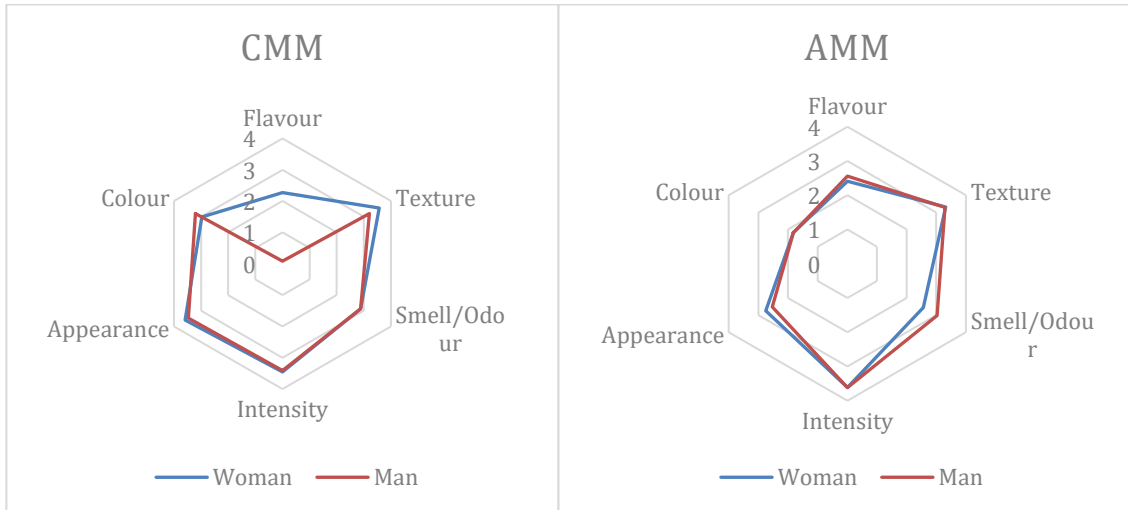 CMM
Flavour
4
3
2
1
0
Colour
Texture
Appearance
Smell/Odo
ur
Intensity
Woman
Man
AMM
Flavour
4
3
2
1
0
Colour
Texture
Appearance
Smell/Odou
r
Intensity
Woman
Man